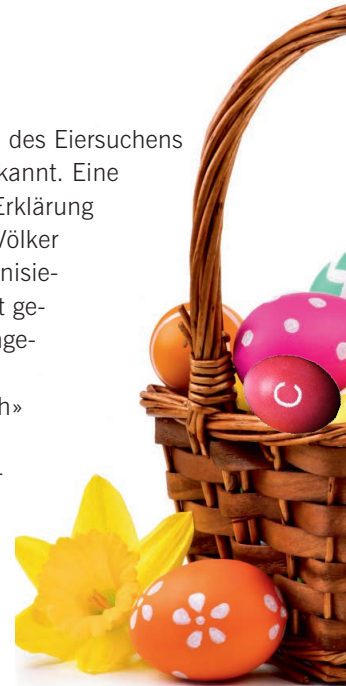 des Eiersuchens
kannt. Eine
Erklärung
Völker
nisie-
t ge-
nge-
h»
C